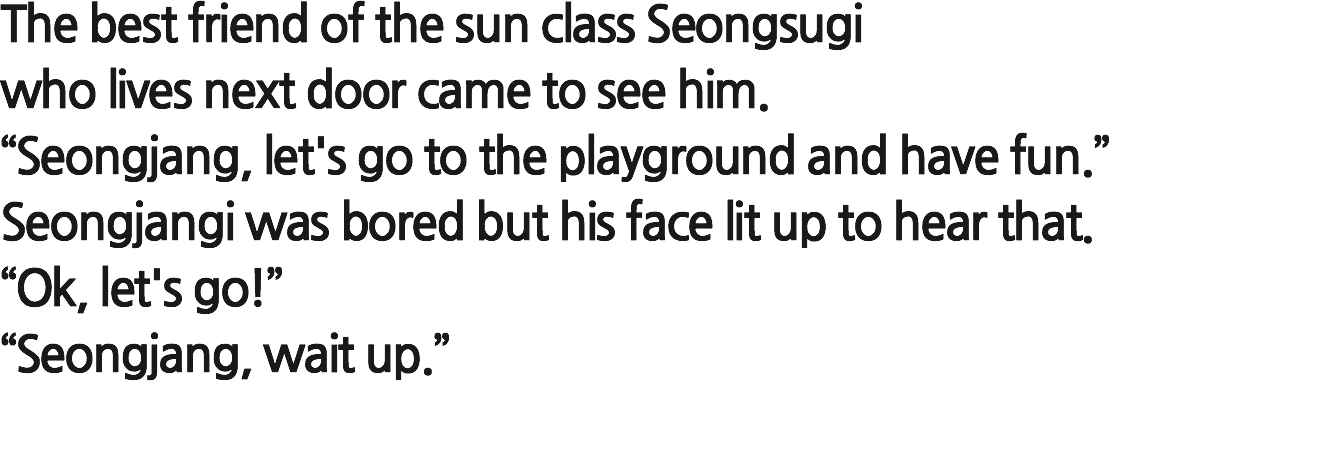 The best friend of the sun class Seongsugi
who lives next door came to see him.
“Seongjang, let's go to the playground and have fun.”
Seongjangi was bored but his face lit up to hear that.
“Ok, let's go!”
“Seongjang, wait up.”